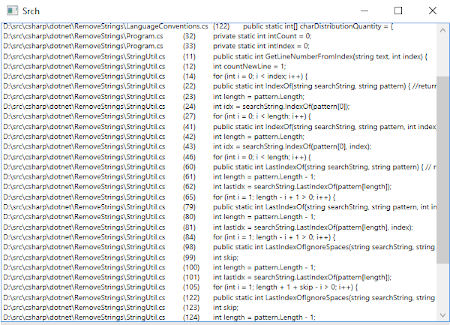 Srch
D:\src\csharp\dotnet\RemoveStrings\LanguageConventions.cs (122) public static int[] charDistributionQuantity = {
D:\src\csharp\dotnet\RemoveStrings\Program.cs (32) private static int intCount = 0;
D:\src\csharp\dotnet\RemoveStrings\Program.cs (33) private static int intIndex = 0;
D:\src\csharp\dotnet\RemoveStrings\StringUtil.cs (11) public static int GetLineNumberFromIndex(string text, int index) {
D:\src\csharp\dotnet\RemoveStrings\StringUtil.cs (12) int countNewLine = 1;
D:\src\csharp\dotnet\RemoveStrings\StringUtil.cs (14) for (int i = 0; i < index; i++) {
D:\src\csharp\dotnet\RemoveStrings\StringUtil.cs (22) public static int IndexOf(string searchString, string pattern) { //return
D:\src\csharp\dotnet\RemoveStrings\StringUtil.cs (23) int length = pattern.Length;
D:\src\csharp\dotnet\RemoveStrings\StringUtil.cs (24) int idx = searchString.IndexOf(pattern[0]);
D:\src\csharp\dotnet\RemoveStrings\StringUtil.cs (27) for (int i = 0; i < length; i++) {
D:\src\csharp\dotnet\RemoveStrings\StringUtil.cs (41) public static int IndexOf(string searchString, string pattern, int index
D:\src\csharp\dotnet\RemoveStrings\StringUtil.cs (42) int length = pattern.Length;
D:\src\csharp\dotnet\RemoveStrings\StringUtil.cs (43) int idx = searchString.IndexOf(pattern[0], index);
D:\src\csharp\dotnet\RemoveStrings\StringUtil.cs (46) for (int i = 0; i < length; i++) {
D:\src\csharp\dotnet\RemoveStrings\StringUtil.cs (60) public static int LastIndexOf(string searchString, string pattern) { // r
D:\src\csharp\dotnet\RemoveStrings\StringUtil.cs (61) int length = pattern.Length - 1;
D:\src\csharp\dotnet\RemoveStrings\StringUtil.cs (62) int lastidx = searchString.LastIndexOf(pattern[length]);
D:\src\csharp\dotnet\RemoveStrings\StringUtil.cs (65) for (int i = 1; length - i + 1 > 0; i++) {
D:\src\csharp\dotnet\RemoveStrings\StringUtil.cs (79) public static int LastIndexOf(string searchString, string pattern, int in
D:\src\csharp\dotnet\RemoveStrings\StringUtil.cs (80) int length = pattern.Length - 1;
D:\src\csharp\dotnet\RemoveStrings\StringUtil.cs (81) int lastidx = searchString.LastIndexOf(pattern[length], index);
D:\src\csharp\dotnet\RemoveStrings\StringUtil.cs (84) for (int i = 1; length - i + 1 > 0; i++) {
D:\src\csharp\dotnet\RemoveStrings\StringUtil.cs (98) public static int LastIndexOfIgnoreSpaces(string searchString, string
D:\src\csharp\dotnet\RemoveStrings\StringUtil.cs (99) int skip;
D:\src\csharp\dotnet\RemoveStrings\StringUtil.cs (100) int length = pattern.Length - 1;
D:\src\csharp\dotnet\RemoveStrings\StringUtil.cs (101) int lastidx = searchString.LastIndexOf(pattern[length]);
D:\src\csharp\dotnet\RemoveStrings\StringUtil.cs (105) for (int i = 1; length + 1 + skip - i > 0; i++) {
D:\src\csharp\dotnet\RemoveStrings\StringUtil.cs (122) public static int LastIndexOfIgnoreSpaces(string searchString, string
D:\src\csharp\dotnet\RemoveStrings\StringUtil.cs (123) int skip;
D:\src\csharp\dotnet\RemoveStrings\StringUtil.cs (124) int length = pattern.Length - 1;